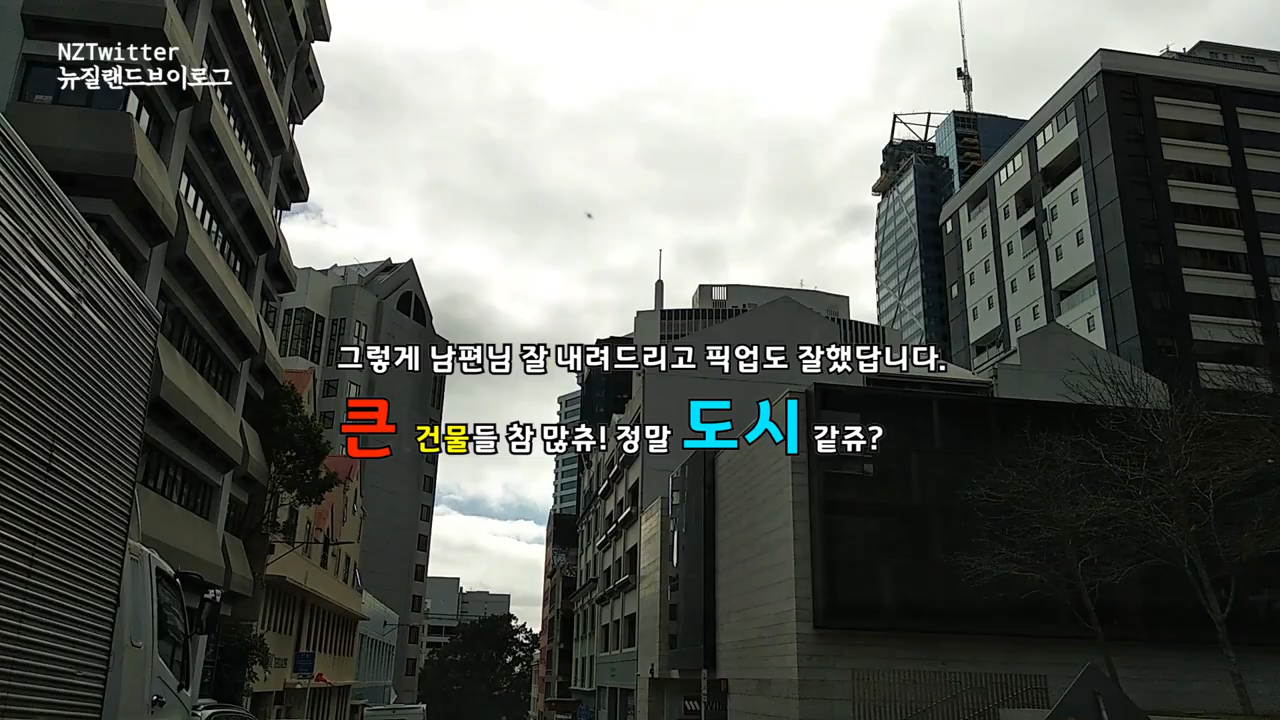 NZTwitter
뉴질랜드브이로그
그렇게 남편님 잘 내려드리고 픽업도 잘했답니다.
큰 건물들 참 많츄! 정말 도시 같쥬?